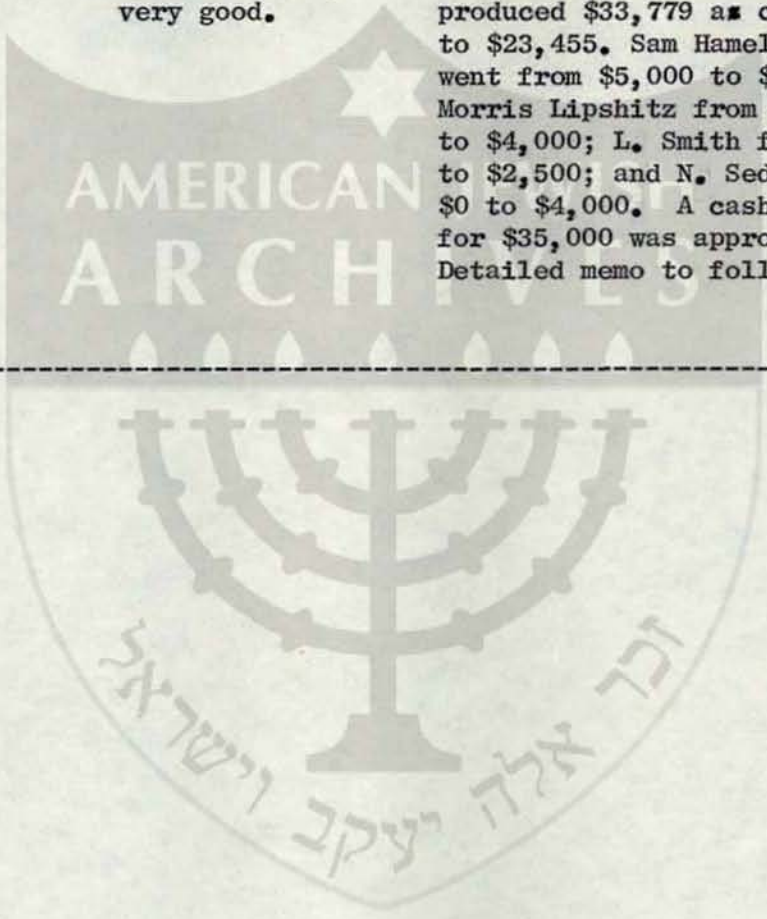 very good.
produced $33,779 as c
to $23,455. Sam Hamel
went from $5,000 to $
Morris Lipshitz from
to $4,000; L. Smith f
to $2,500; and N. Sed
$0 to $4,000. A cash
for $35,000 was appro
Detailed memo to foll
AMERICAN JEWISH
ARCHIVES
זכר אלה יעקב וישראל